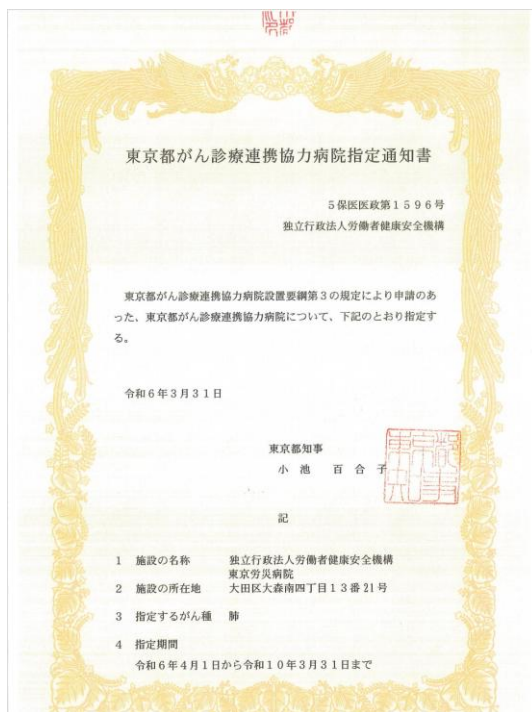 東京都がん診療連携協力病院指定通知書
5保医医政第1596号
独立行政法人労働者健康安全機構
東京都がん診療連携協力病院設置要綱第3の規定により申請のあ
った、東京都がん診療連携協力病院について、下記のとおり指定す
る。
令和6年3月31日
東京都知事
小池 百合子
記
1 施設の名称 独立行政法人労働者健康安全機構
東京労災病院
2 施設の所在地 大田区大森南四丁目13番21号
3 指定するがん種 肺
4 指定期間
令和6年4月1日から令和10年3月31日まで